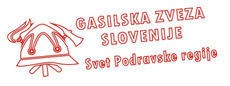 GASILSKA ZVEZA
SLOVENIJE
Svet Podravske regije